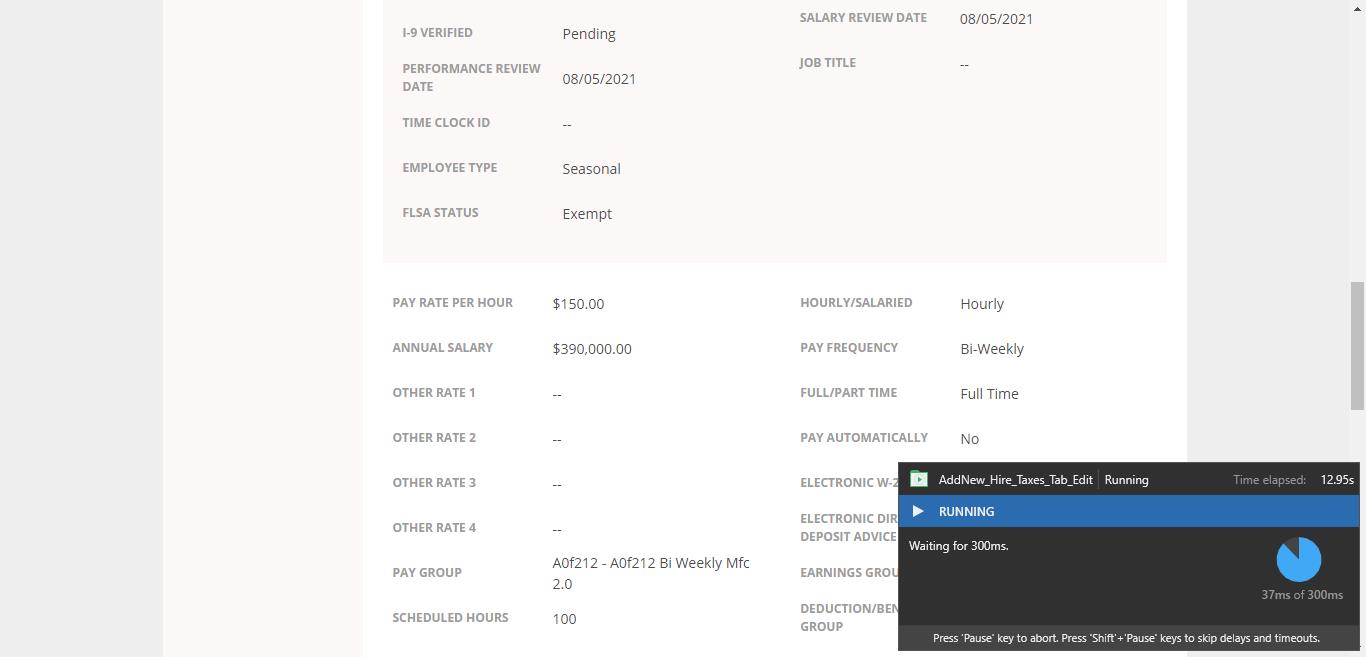 SALARY REVIEW DATE 08/05/2021
I-9 VERIFIED Pending
JOB TITLE --
PERFORMANCE REVIEW
DATE 08/05/2021
TIME CLOCK ID --
EMPLOYEE TYPE Seasonal
FLSA STATUS Exempt
PAY RATE PER HOUR $150.00 HOURLY/SALARIED Hourly
ANNUAL SALARY $390,000.00 PAY FREQUENCY Bi-Weekly
OTHER RATE 1 -- FULL/PART TIME Full Time
OTHER RATE 2 -- PAY AUTOMATICALLY No
OTHER RATE 3 -- ELECTRONIC W-2
OTHER RATE 4 -- ELECTRONIC DIR
DEPOSIT ADVICE
PAY GROUP A0f212 - A0f212 Bi Weekly Mfc
2.0
EARNINGS GROU
SCHEDULED HOURS 100
DEDUCTION/BEN
GROUP
AddNew_Hire_Taxes_Tab_Edit Running Time elapsed: 12.95s
RUNNING
Waiting for 300ms.
37ms of 300ms
Press 'Pause' key to abort. Press 'Shift'+'Pause' keys to skip delays and timeouts.